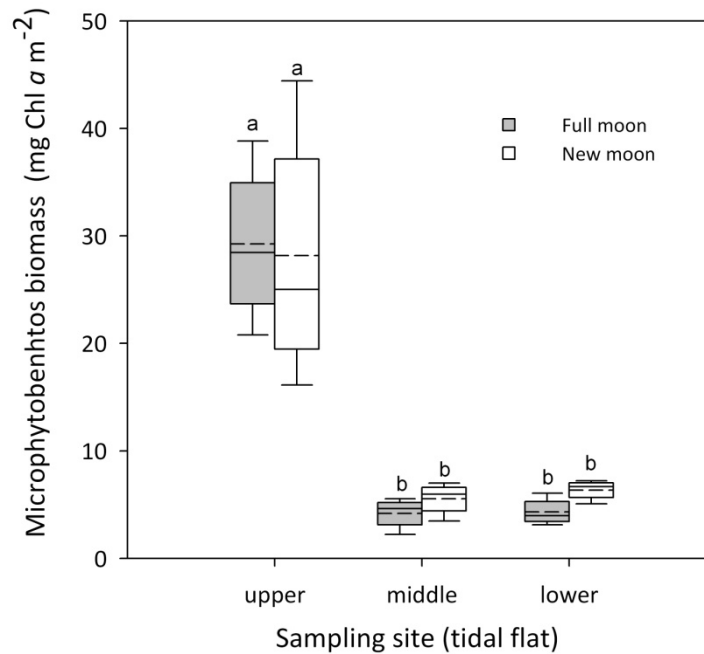 Microphytobenhtos biomass (mg Chl a m-2)
50
40
30
20
10
0
a
a
b
b
b
b
Full moon
New moon
upper middle lower
Sampling site (tidal flat)